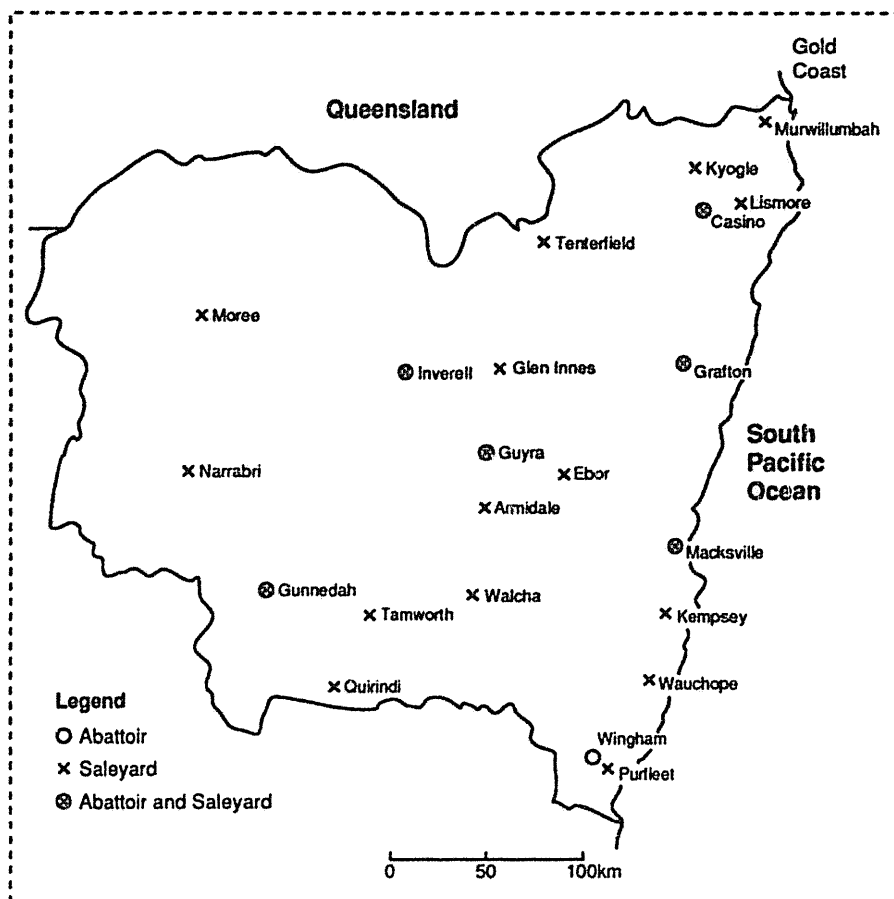 Gold
Coast
Queensland
Murwillumbah
Kyogle
Lismore
Casino
Tenterfield
Moree
Inverell
Glen Innes
Grafton
South
Pacific
Ocean
Guyra
Narrabri
Ebor
Armidale
Macksville
Gunnedah
Walcha
Tamworth
Kempsey
Quirindi
Wauchope
Legend
Abattoir
Saleyard
Abattoir and Saleyard
Wingham
Purfleet
0 50 100km